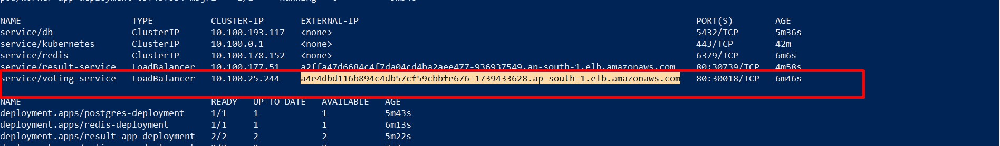 NAME TYPE CLUSTER-IP EXTERNAL-IP PORT(S) AGE
service/db ClusterIP 10.100.193.117 <none> 5432/TCP 5m36s
service/kubernetes ClusterIP 10.100.0.1 <none> 443/TCP 42m
service/redis ClusterIP 10.100.178.152 <none> 6379/TCP 6m6s
service/result-service LoadBalancer 10.100.177.51 a2ffa47d6684c4f7da04cd4ba2aee477-936937549.ap-south-1.elb.amazonaws.com 80:30739/TCP 4m58s
service/voting-service LoadBalancer 10.100.25.244 a4e4dbd116b894c4db57cf59cbbfe676-1739433628.ap-south-1.elb.amazonaws.com 80:30018/TCP 6m46s
NAME READY UP-TO-DATE AVAILABLE AGE
deployment.apps/postgres-deployment 1/1 1 1 5m43s
deployment.apps/redis-deployment 1/1 1 1 6m13s
deployment.apps/result-app-deployment 2/2 2 2 5m22s